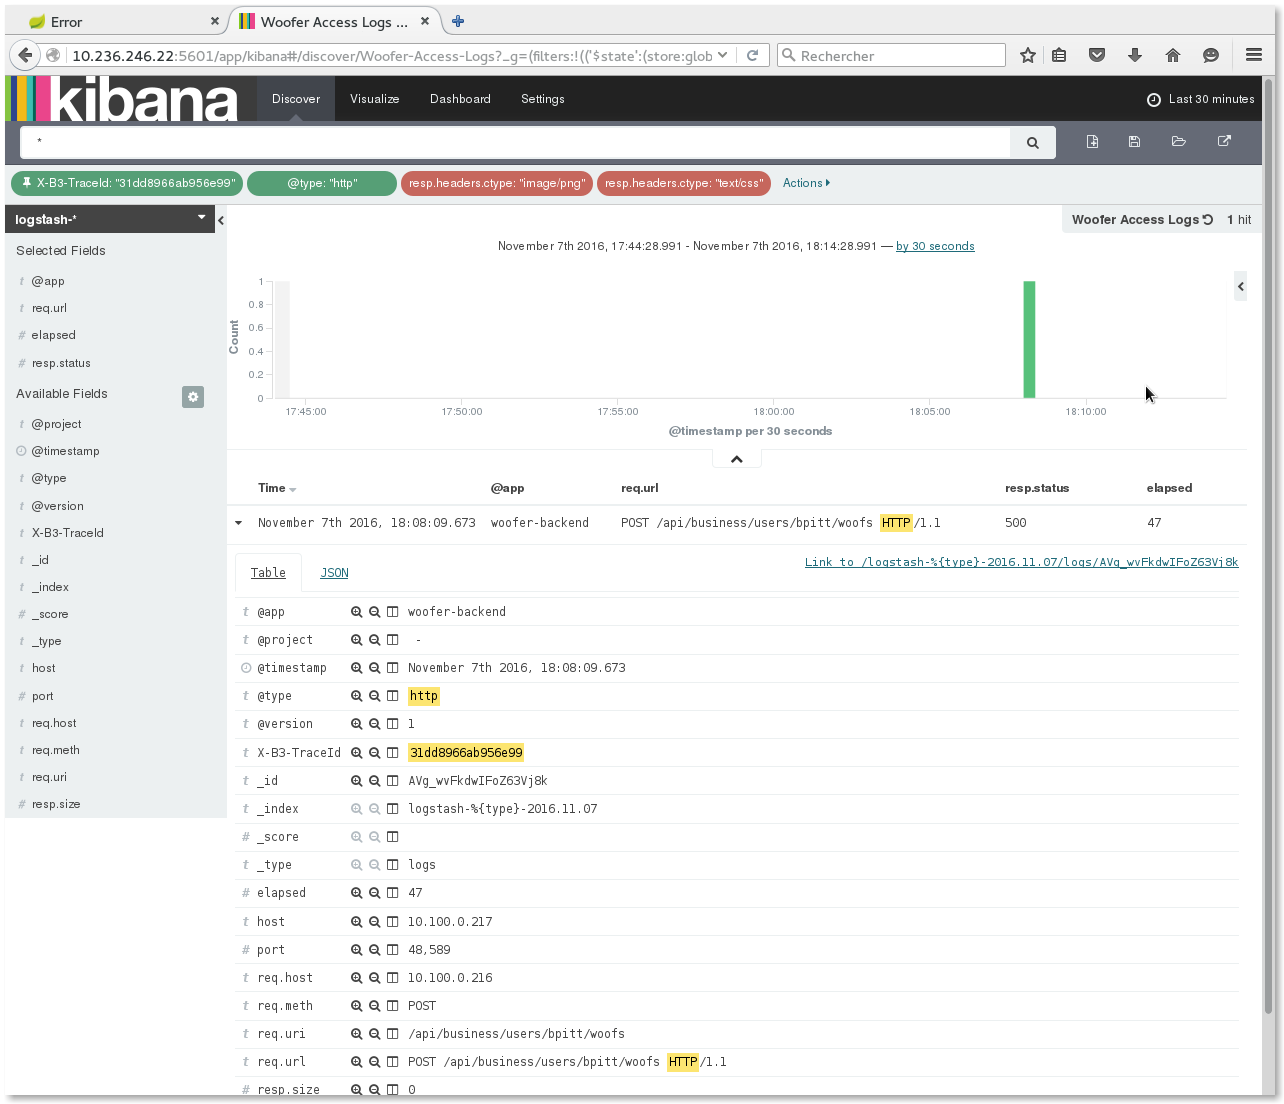 Error
Woofer Access Logs ...
10.236.246.22:5601/app/kibana#/discover/Woofer-Access-Logs?_g=(filters:!(('$state':(store:glob
Rechercher
kibana
Discover Visualize Dashboard Settings Last 30 minutes
*
X-B3-TraceId: "31dd8966ab956e99" @type: "http" resp.headers.ctype: "image/png" resp.headers.ctype: "text/css" Actions
logstash-*
Woofer Access Logs 1 hit
Selected Fields
t @app
t req.url
# elapsed
# resp.status
Available Fields
t @project
@timestamp
t @type
t @version
t X-B3-TraceId
t _id
t _index
# _score
t _type
t host
# port
t req.host
t req.meth
t req.uri
# resp.size
November 7th 2016, 17:44:28.991 - November 7th 2016, 18:14:28.991 — by 30 seconds
Count
1
0.8
0.6
0.4
0.2
0
17:45:00 17:50:00 17:55:00 18:00:00 18:05:00 18:10:00
@timestamp per 30 seconds
Time @app req.url resp.status elapsed
November 7th 2016, 18:08:09.673 woofer-backend POST /api/business/users/bpitt/woofs HTTP/1.1 500 47
Table JSON
Link to /logstash-%{type}-2016.11.07/logs/AVg_wvFkdwIFoZ63Vj8k
t @app woofer-backend
t @project -
@timestamp November 7th 2016, 18:08:09.673
t @type http
t @version 1
t X-B3-TraceId 31dd8966ab956e99
t _id AVg_wvFkdwIFoZ63Vj8k
t _index logstash-%{type}-2016.11.07
# _score
t _type logs
# elapsed 47
t host 10.100.0.217
# port 48,589
t req.host 10.100.0.216
t req.meth POST
t req.uri /api/business/users/bpitt/woofs
t req.url POST /api/business/users/bpitt/woofs HTTP/1.1
# resp.size 0